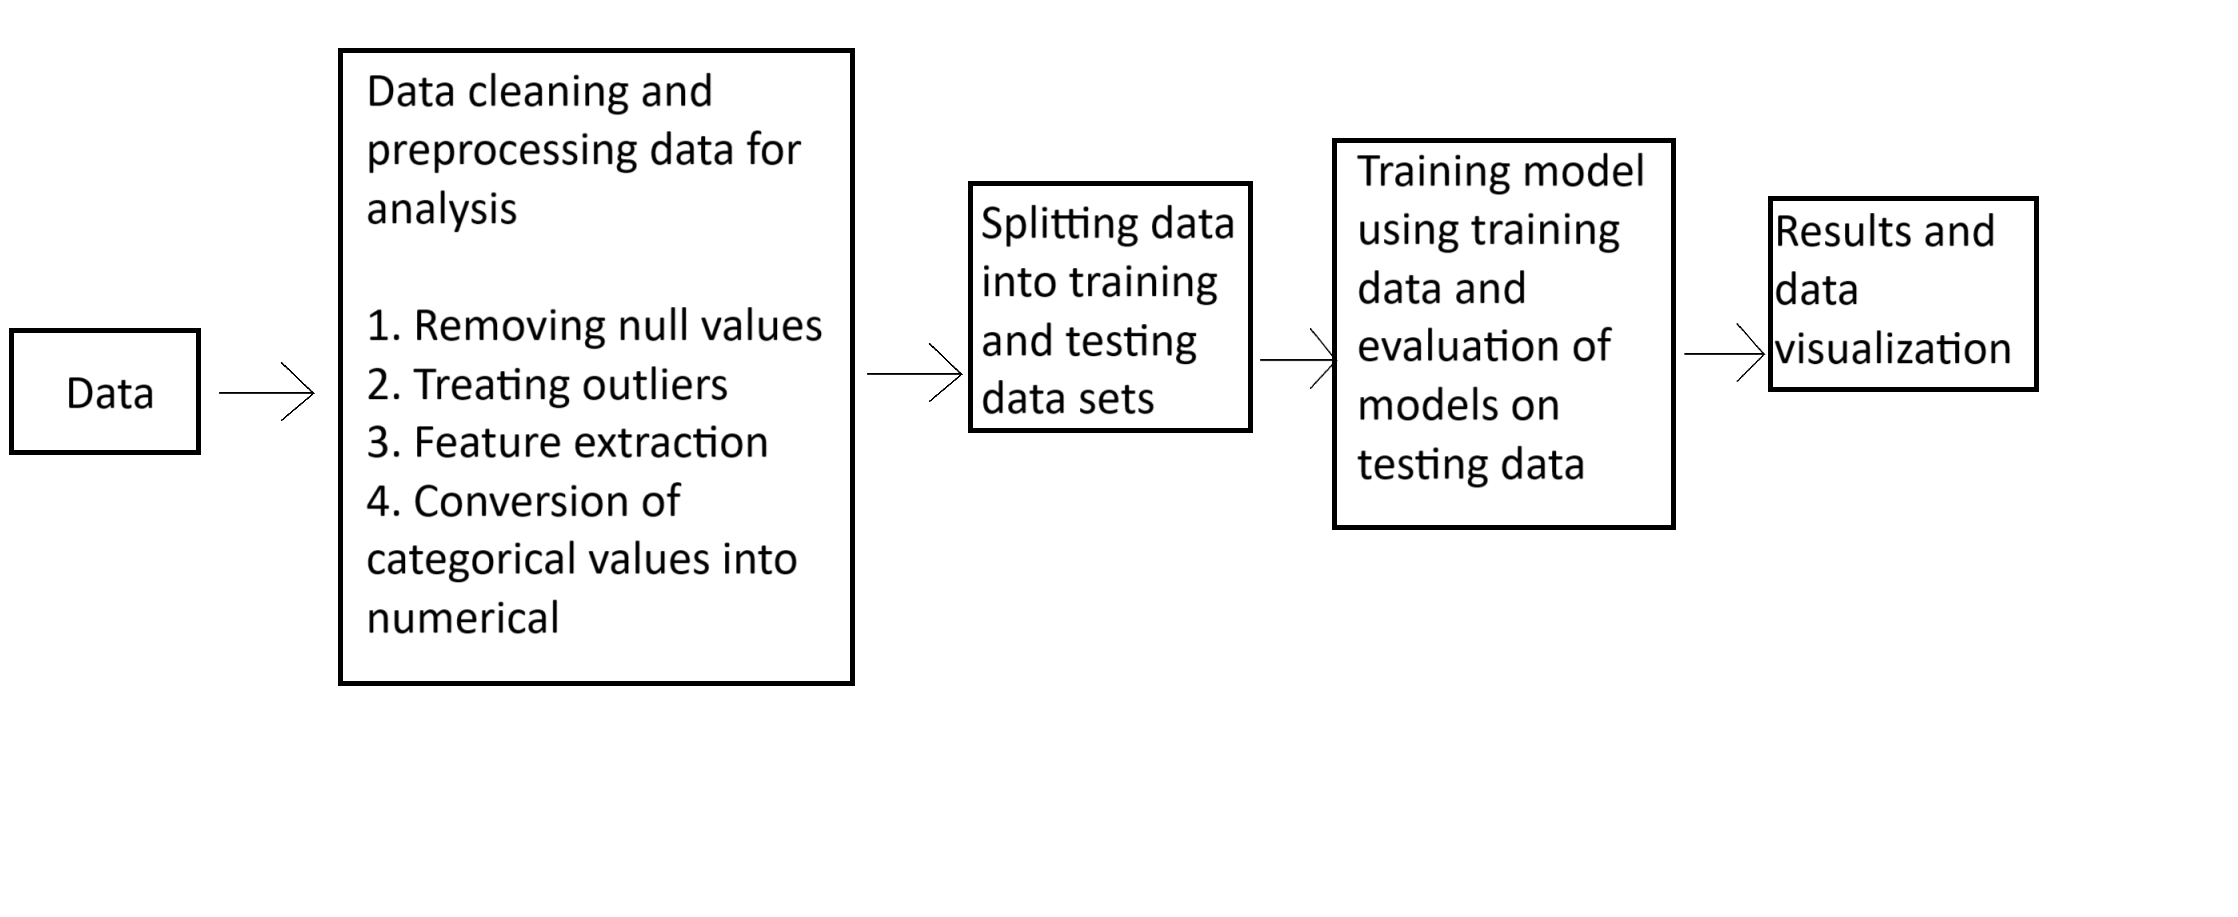 Data
Data cleaning and
preprocessing data for
analysis
1. Removing null values
2. Treating outliers
3. Feature extraction
4. Conversion of
categorical values into
numerical
Splitting data
into training
and testing
data sets
Training model
using training
data and
evaluation of
models on
testing data
Results and
data
visualization